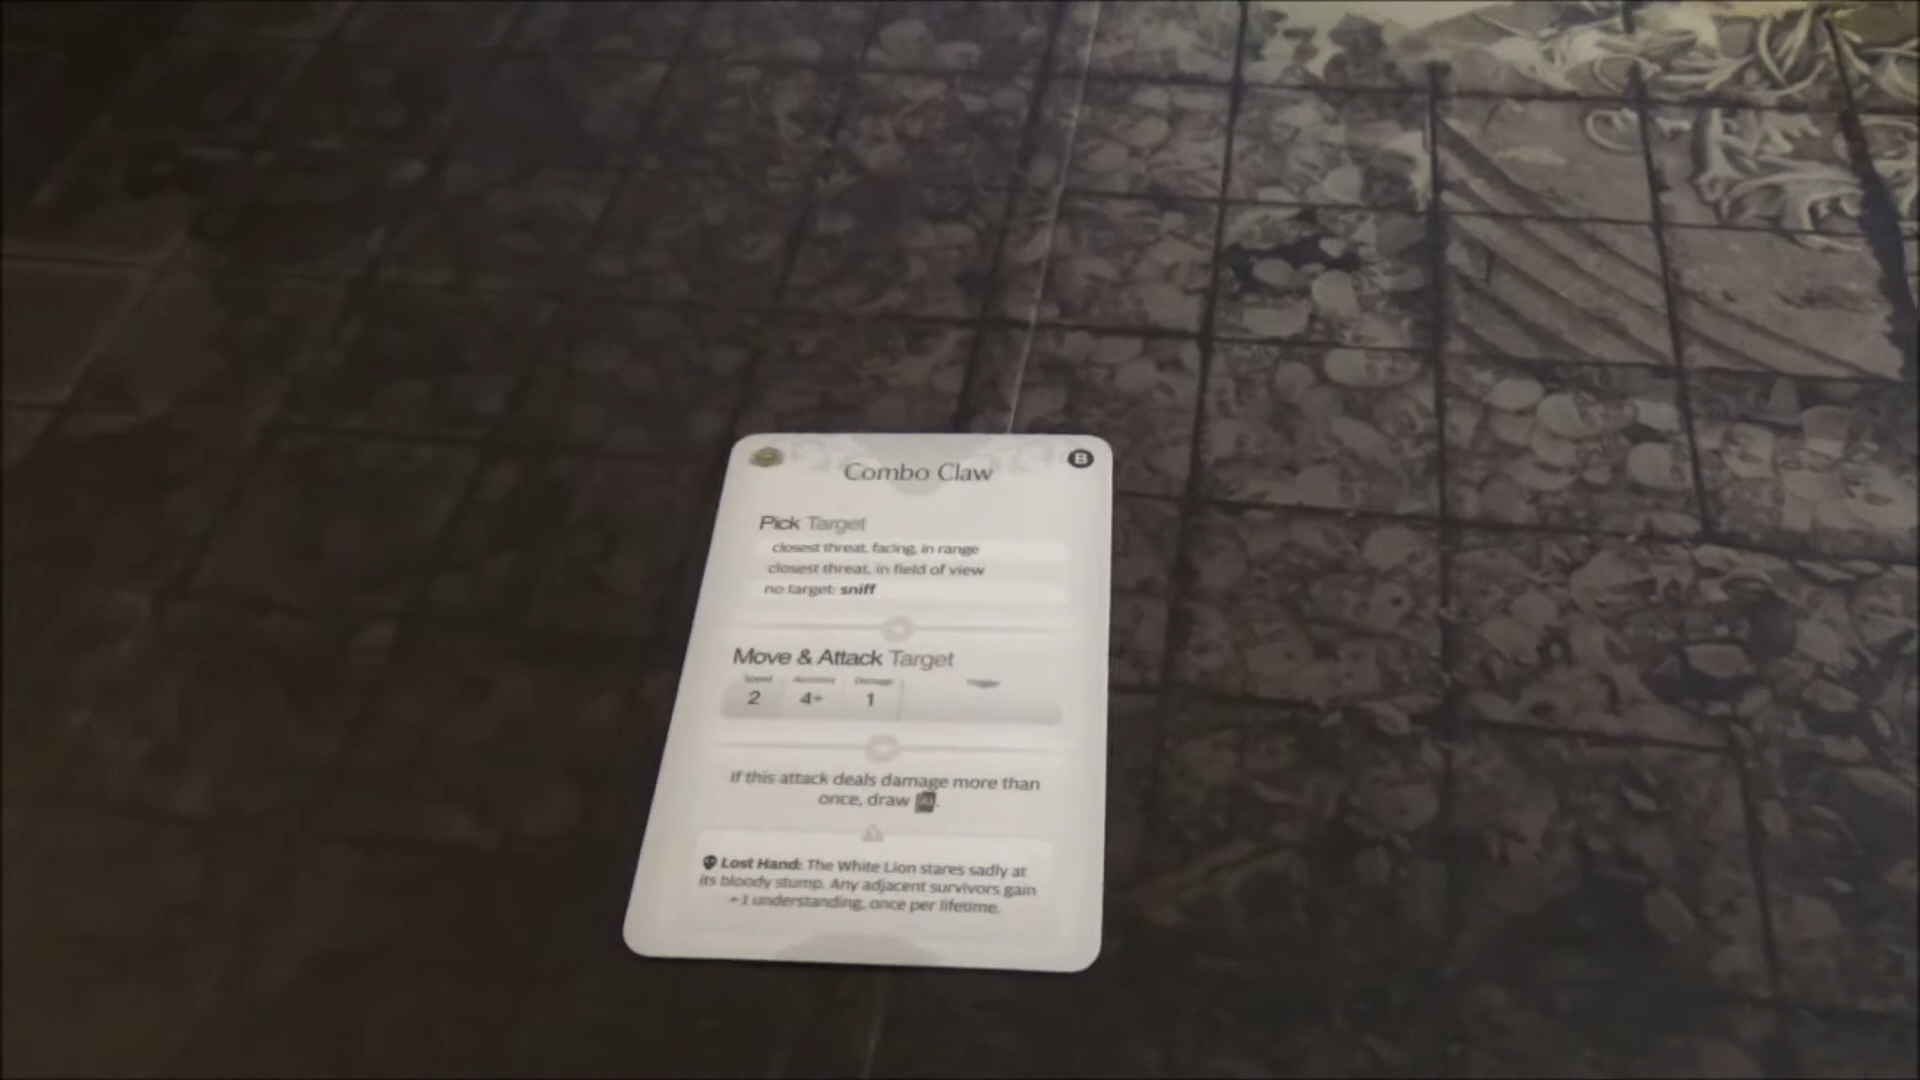 B
Combo Claw
Pick Target
closest threat, facing, in range
closest threat, in field of view
no target: sniff
Move & Attack Target
Speed Accuracy Damage Trigger
2 4+ 1
If this attack deals damage more than
once, draw AI.
Lost Hand: The White Lion stares sadly at
its bloody stump. Any adjacent survivors gain
+1 understanding, once per lifetime.